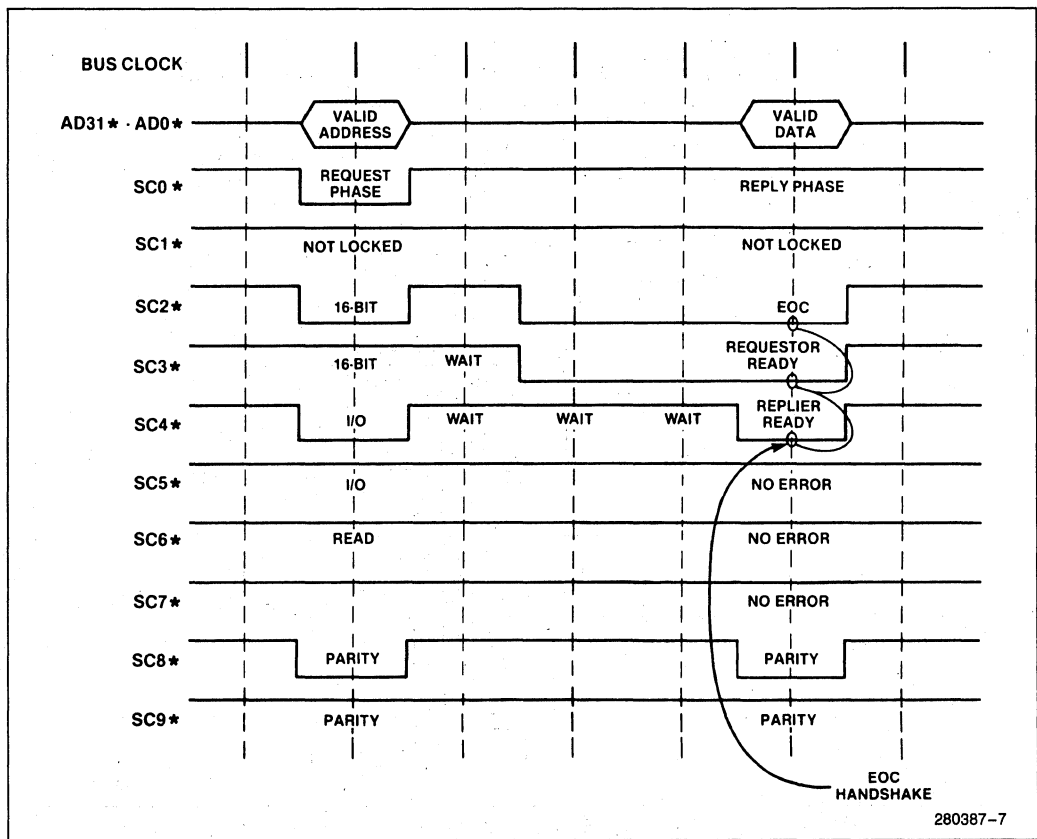 BUS CLOCK
AD31* - AD0*
VALID ADDRESS
VALID DATA
SC0*
REQUEST PHASE
REPLY PHASE
SC1*
NOT LOCKED
NOT LOCKED
SC2*
16-BIT
EOC
SC3*
16-BIT
WAIT
REQUESTOR READY
SC4*
I/O
WAIT
WAIT
WAIT
REPLIER READY
SC5*
I/O
NO ERROR
SC6*
READ
NO ERROR
SC7*
NO ERROR
SC8*
PARITY
PARITY
SC9*
PARITY
PARITY
EOC HANDSHAKE
280387-7